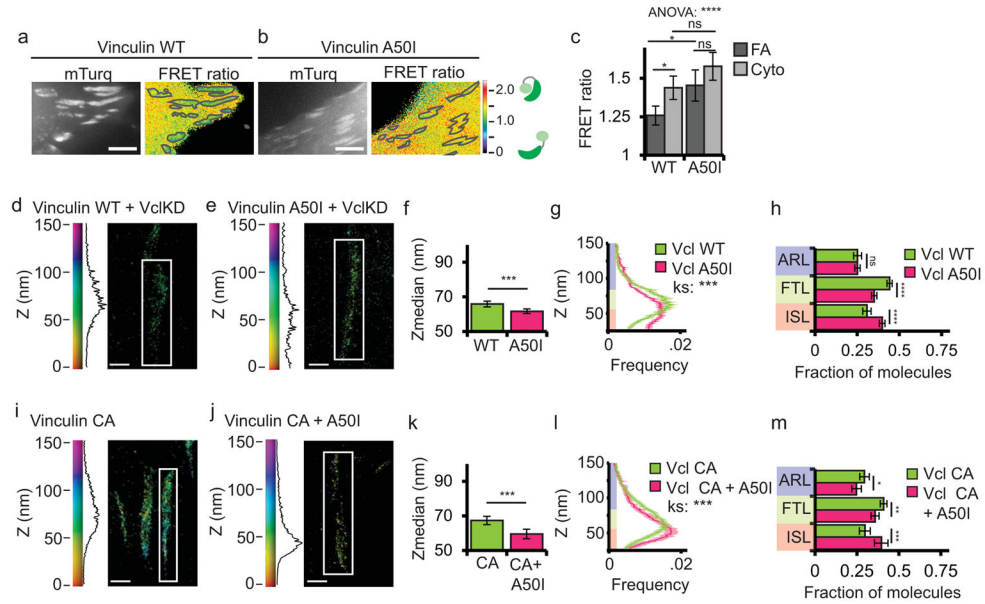 a
Vinculin WT
mTurq
FRET ratio
b
Vinculin A50I
mTurq
FRET ratio
2.0
1.0
0
c
ANOVA: ****
ns
*
ns
*
FA
Cyto
FRET ratio
1.5
1.25
1
WT A50I
d
Vinculin WT + VclKD
Z (nm)
150
100
50
0
e
Vinculin A50I + VclKD
Z (nm)
150
100
50
0
f
Zmedian (nm)
90
70
50
***
WT A50I
g
Vcl WT
Vcl A50I
ks: ***
Z (nm)
150
100
50
0 .02
Frequency
h
Vcl WT
Vcl A50I
ARL
FTL
ISL
ns
****
****
0 0.25 0.5 0.75
Fraction of molecules
i
Vinculin CA
Z (nm)
150
100
50
0
j
Vinculin CA + A50I
Z (nm)
150
100
50
0
k
Zmedian (nm)
90
70
50
***
CA CA+
A50I
l
Vcl CA
Vcl CA + A50I
ks: ***
Z (nm)
150
100
50
0 .02
Frequency
m
Vcl CA
Vcl CA
+ A50I
ARL
FTL
ISL
*
**
***
0 0.25 0.5 0.75
Fraction of molecules